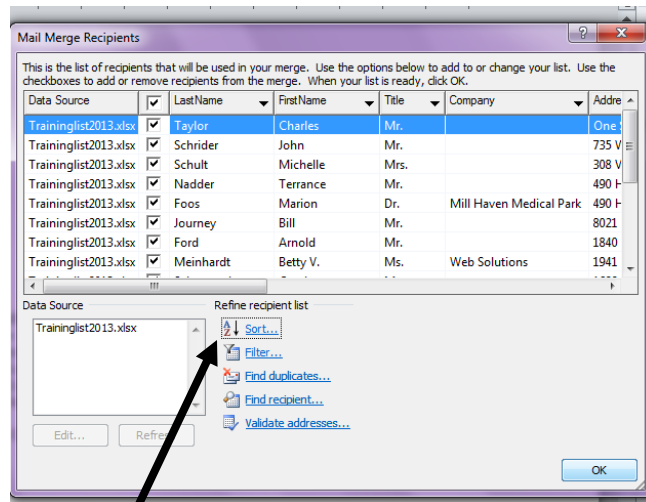 Mail Merge Recipients
This is the list of recipients that will be used in your merge. Use the options below to add to or change your list. Use the
checkboxes to add or remove recipients from the merge. When your list is ready, click OK.
Data Source LastName FirstName Title Company Addre
Traininglist2013.xlsx Taylor Charles Mr. One
Traininglist2013.xlsx Schrider John Mr. 735
Traininglist2013.xlsx Schult Michelle Mrs. 308
Traininglist2013.xlsx Nadder Terrance Mr. 490
Traininglist2013.xlsx Foos Marion Dr. Mill Haven Medical Park 490
Traininglist2013.xlsx Journey Bill Mr. 8021
Traininglist2013.xlsx Ford Arnold Mr. 1840
Traininglist2013.xlsx Meinhardt Betty V. Ms. Web Solutions 1941
Data Source Refine recipient list
Traininglist2013.xlsx
Sort...
Filter...
Find duplicates...
Find recipient...
Validate addresses...
Edit... Refre
OK